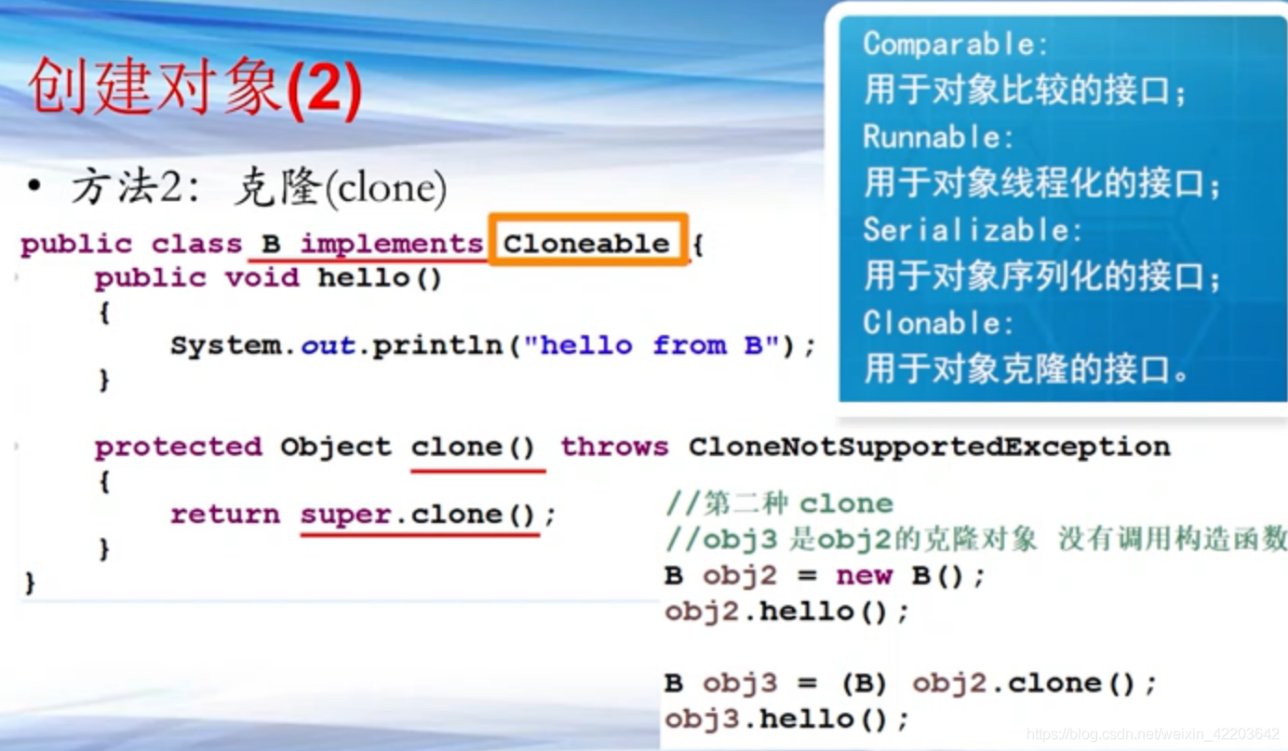 创建对象(2)
• 方法2: 克隆(clone)
public class B implements Cloneable {
public void hello()
{
System.out.println("hello from B");
}
protected Object clone() throws CloneNotSupportedException
{
return super.clone();
}
}
Comparable:
用于对象比较的接口;
Runnable:
用于对象线程化的接口;
Serializable:
用于对象序列化的接口;
Clonable:
用于对象克隆的接口。
//第二种 clone
//obj3 是obj2的克隆对象 没有调用构造函数
B obj2 = new B();
obj2.hello();
B obj3 = (B) obj2.clone();
obj3.hello();
https://blog.csdn.net/weixin_42203642